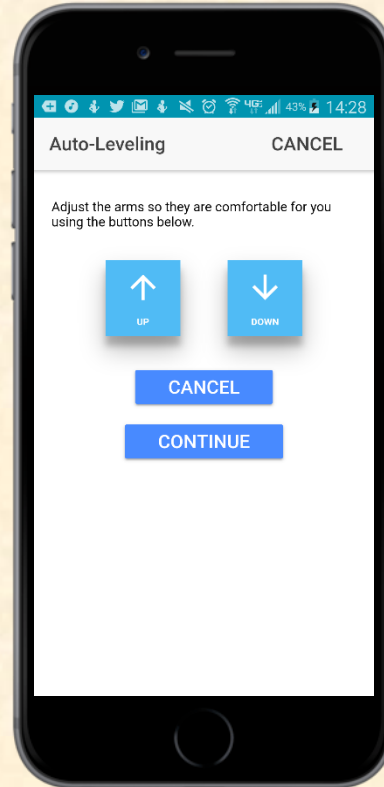 4G 43% 14:28
Auto-Leveling CANCEL
Adjust the arms so they are comfortable for you
using the buttons below.
UP DOWN
CANCEL
CONTINUE